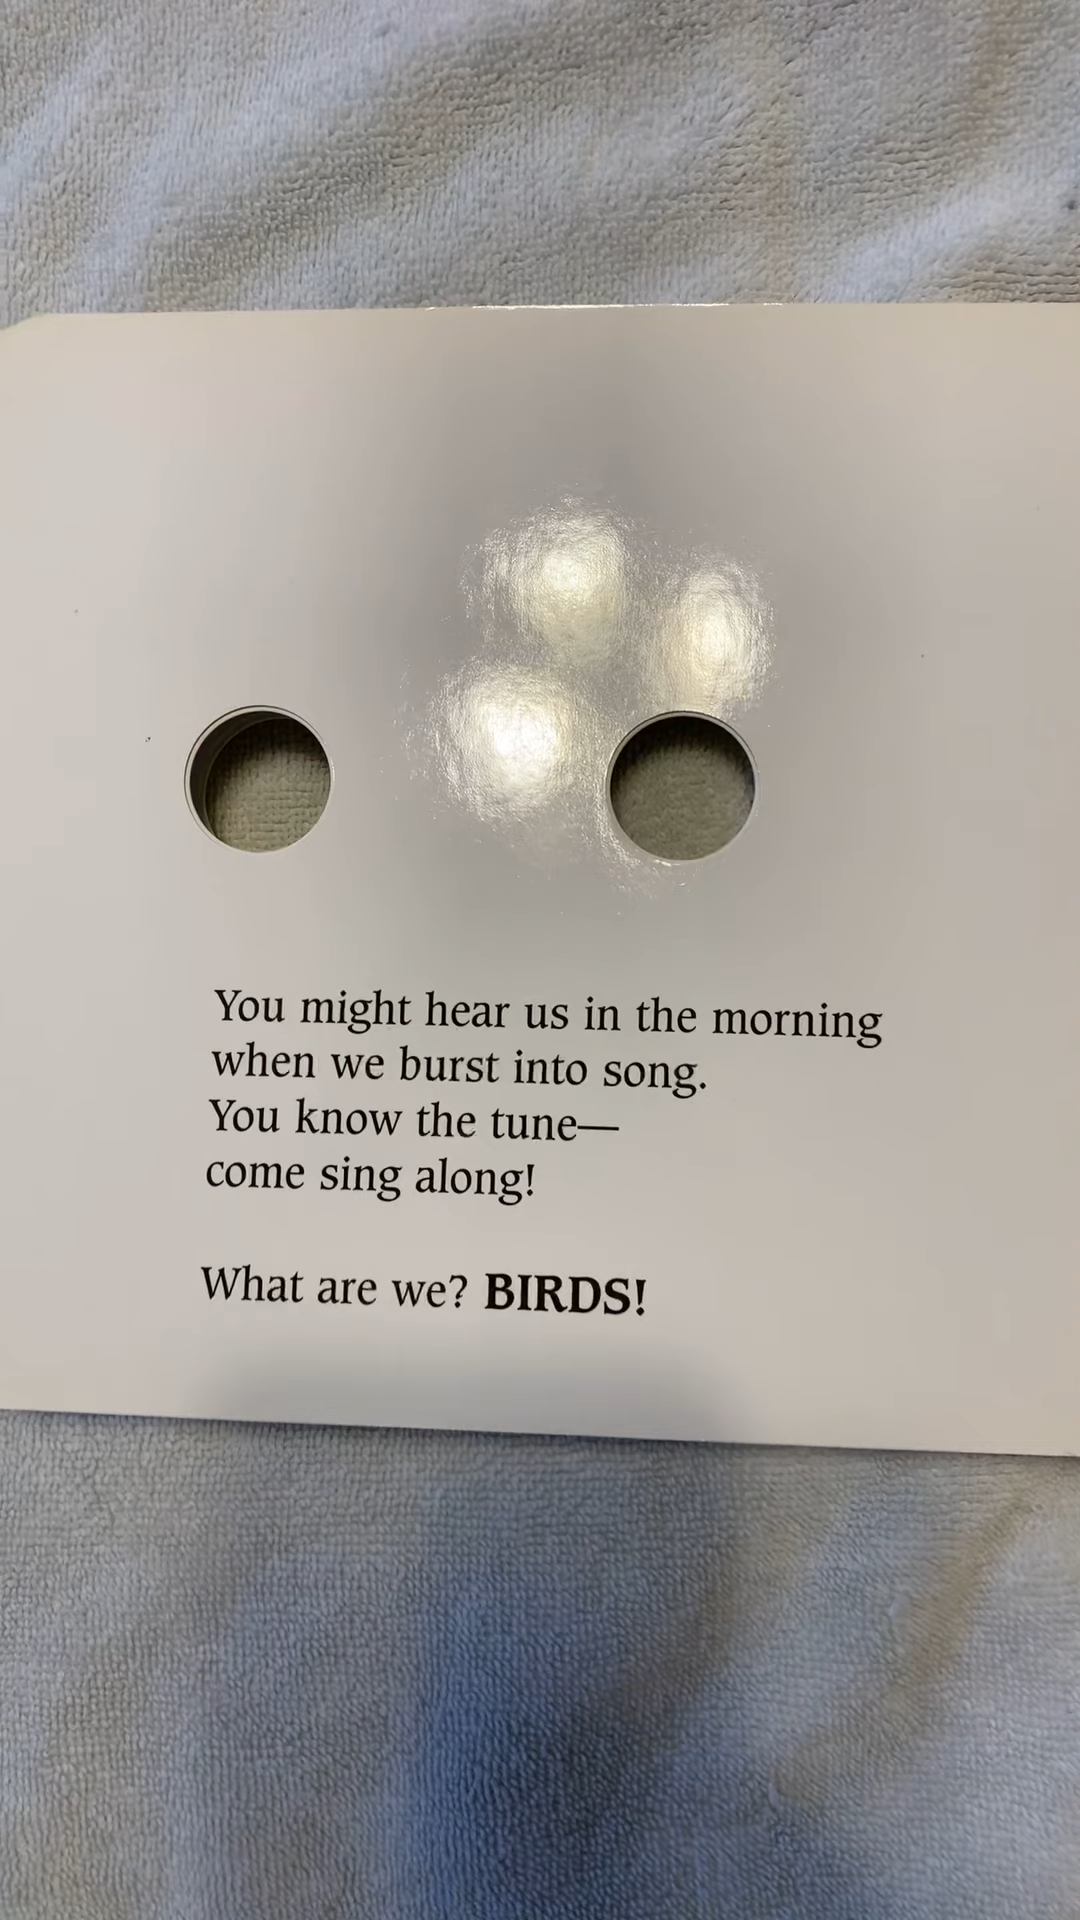 You might hear us in the morning
when we burst into song.
You know the tune—
come sing along!
What are we? BIRDS!